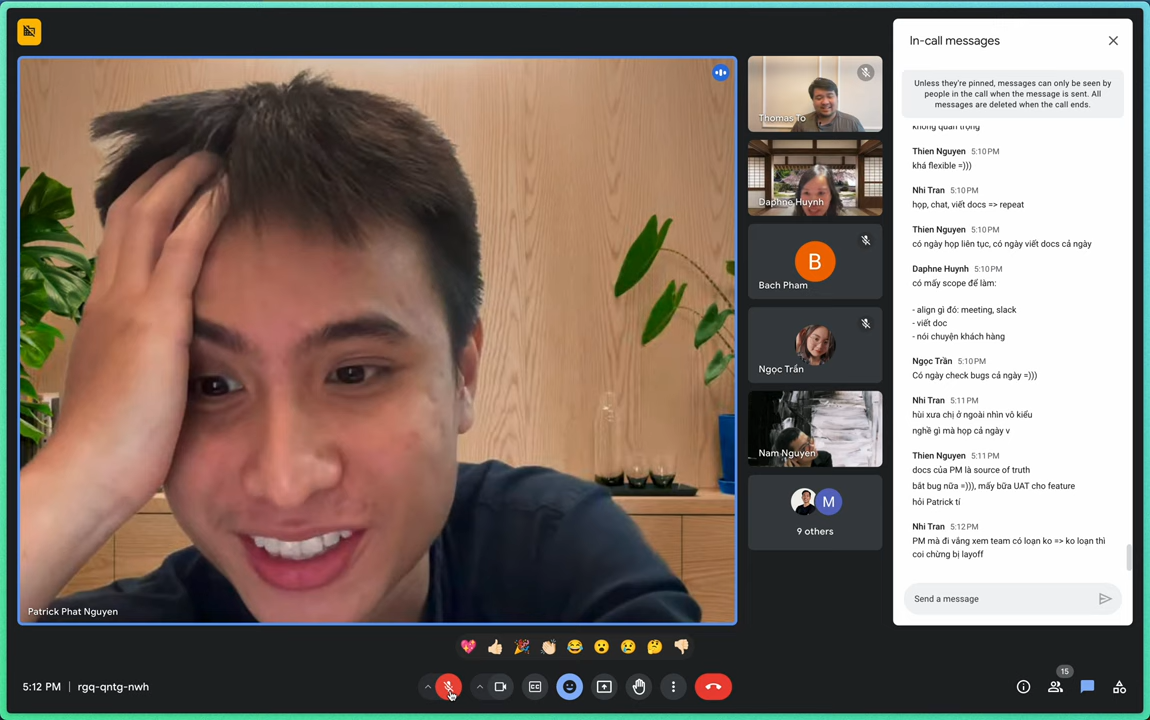 In-call messages
Unless they're pinned, messages can only be seen by
people in the call when the message is sent. All
messages are deleted when the call ends.
không quan trọng
Thien Nguyen 5:10 PM
khá flexible =)))
Nhi Tran 5:10 PM
họp, chat, viết docs => repeat
Thien Nguyen 5:10 PM
có ngày họp liên tục, có ngày viết docs cả ngày
Daphne Huynh 5:10 PM
có mấy scope để làm:
- align gì đó: meeting, slack
- viết doc
- nói chuyện khách hàng
Ngọc Trần 5:10 PM
Có ngày check bugs cả ngày =)))
Nhi Tran 5:11 PM
hùi xưa chị ở ngoài nhìn vô kiểu
nghề gì mà họp cả ngày v
Thien Nguyen 5:11 PM
docs của PM là source of truth
bắt bug nữa =))), mấy bữa UAT cho feature
hỏi Patrick tí
Nhi Tran 5:12 PM
PM mà đi vắng xem team có loạn ko => ko loạn thì
coi chừng bị layoff
Send a message
Thomas To
Daphne Huynh
B
Bach Pham
Ngọc Trần
Nam Nguyen
M
9 others
Patrick Phat Nguyen
5:12 PM | rgq-qntg-nwh
CC
15